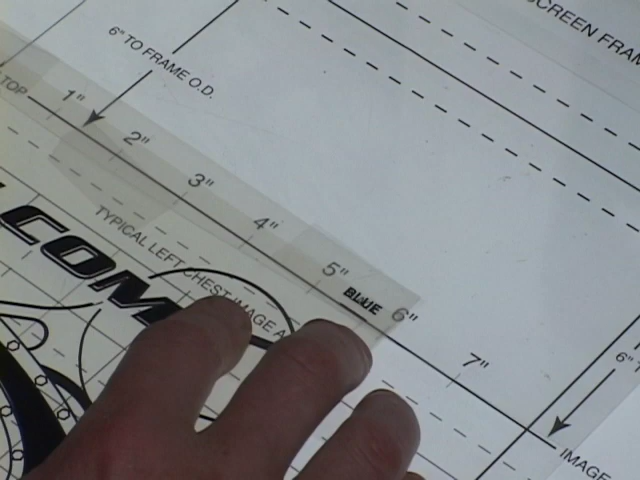 SCREEN FRAM
6" TO FRAME O.D.
TOP
1"
2"
3"
4"
5"
6"
7"
BLUE
TYPICAL LEFT CHEST IMAGE A
COM
6" T
IMAGE